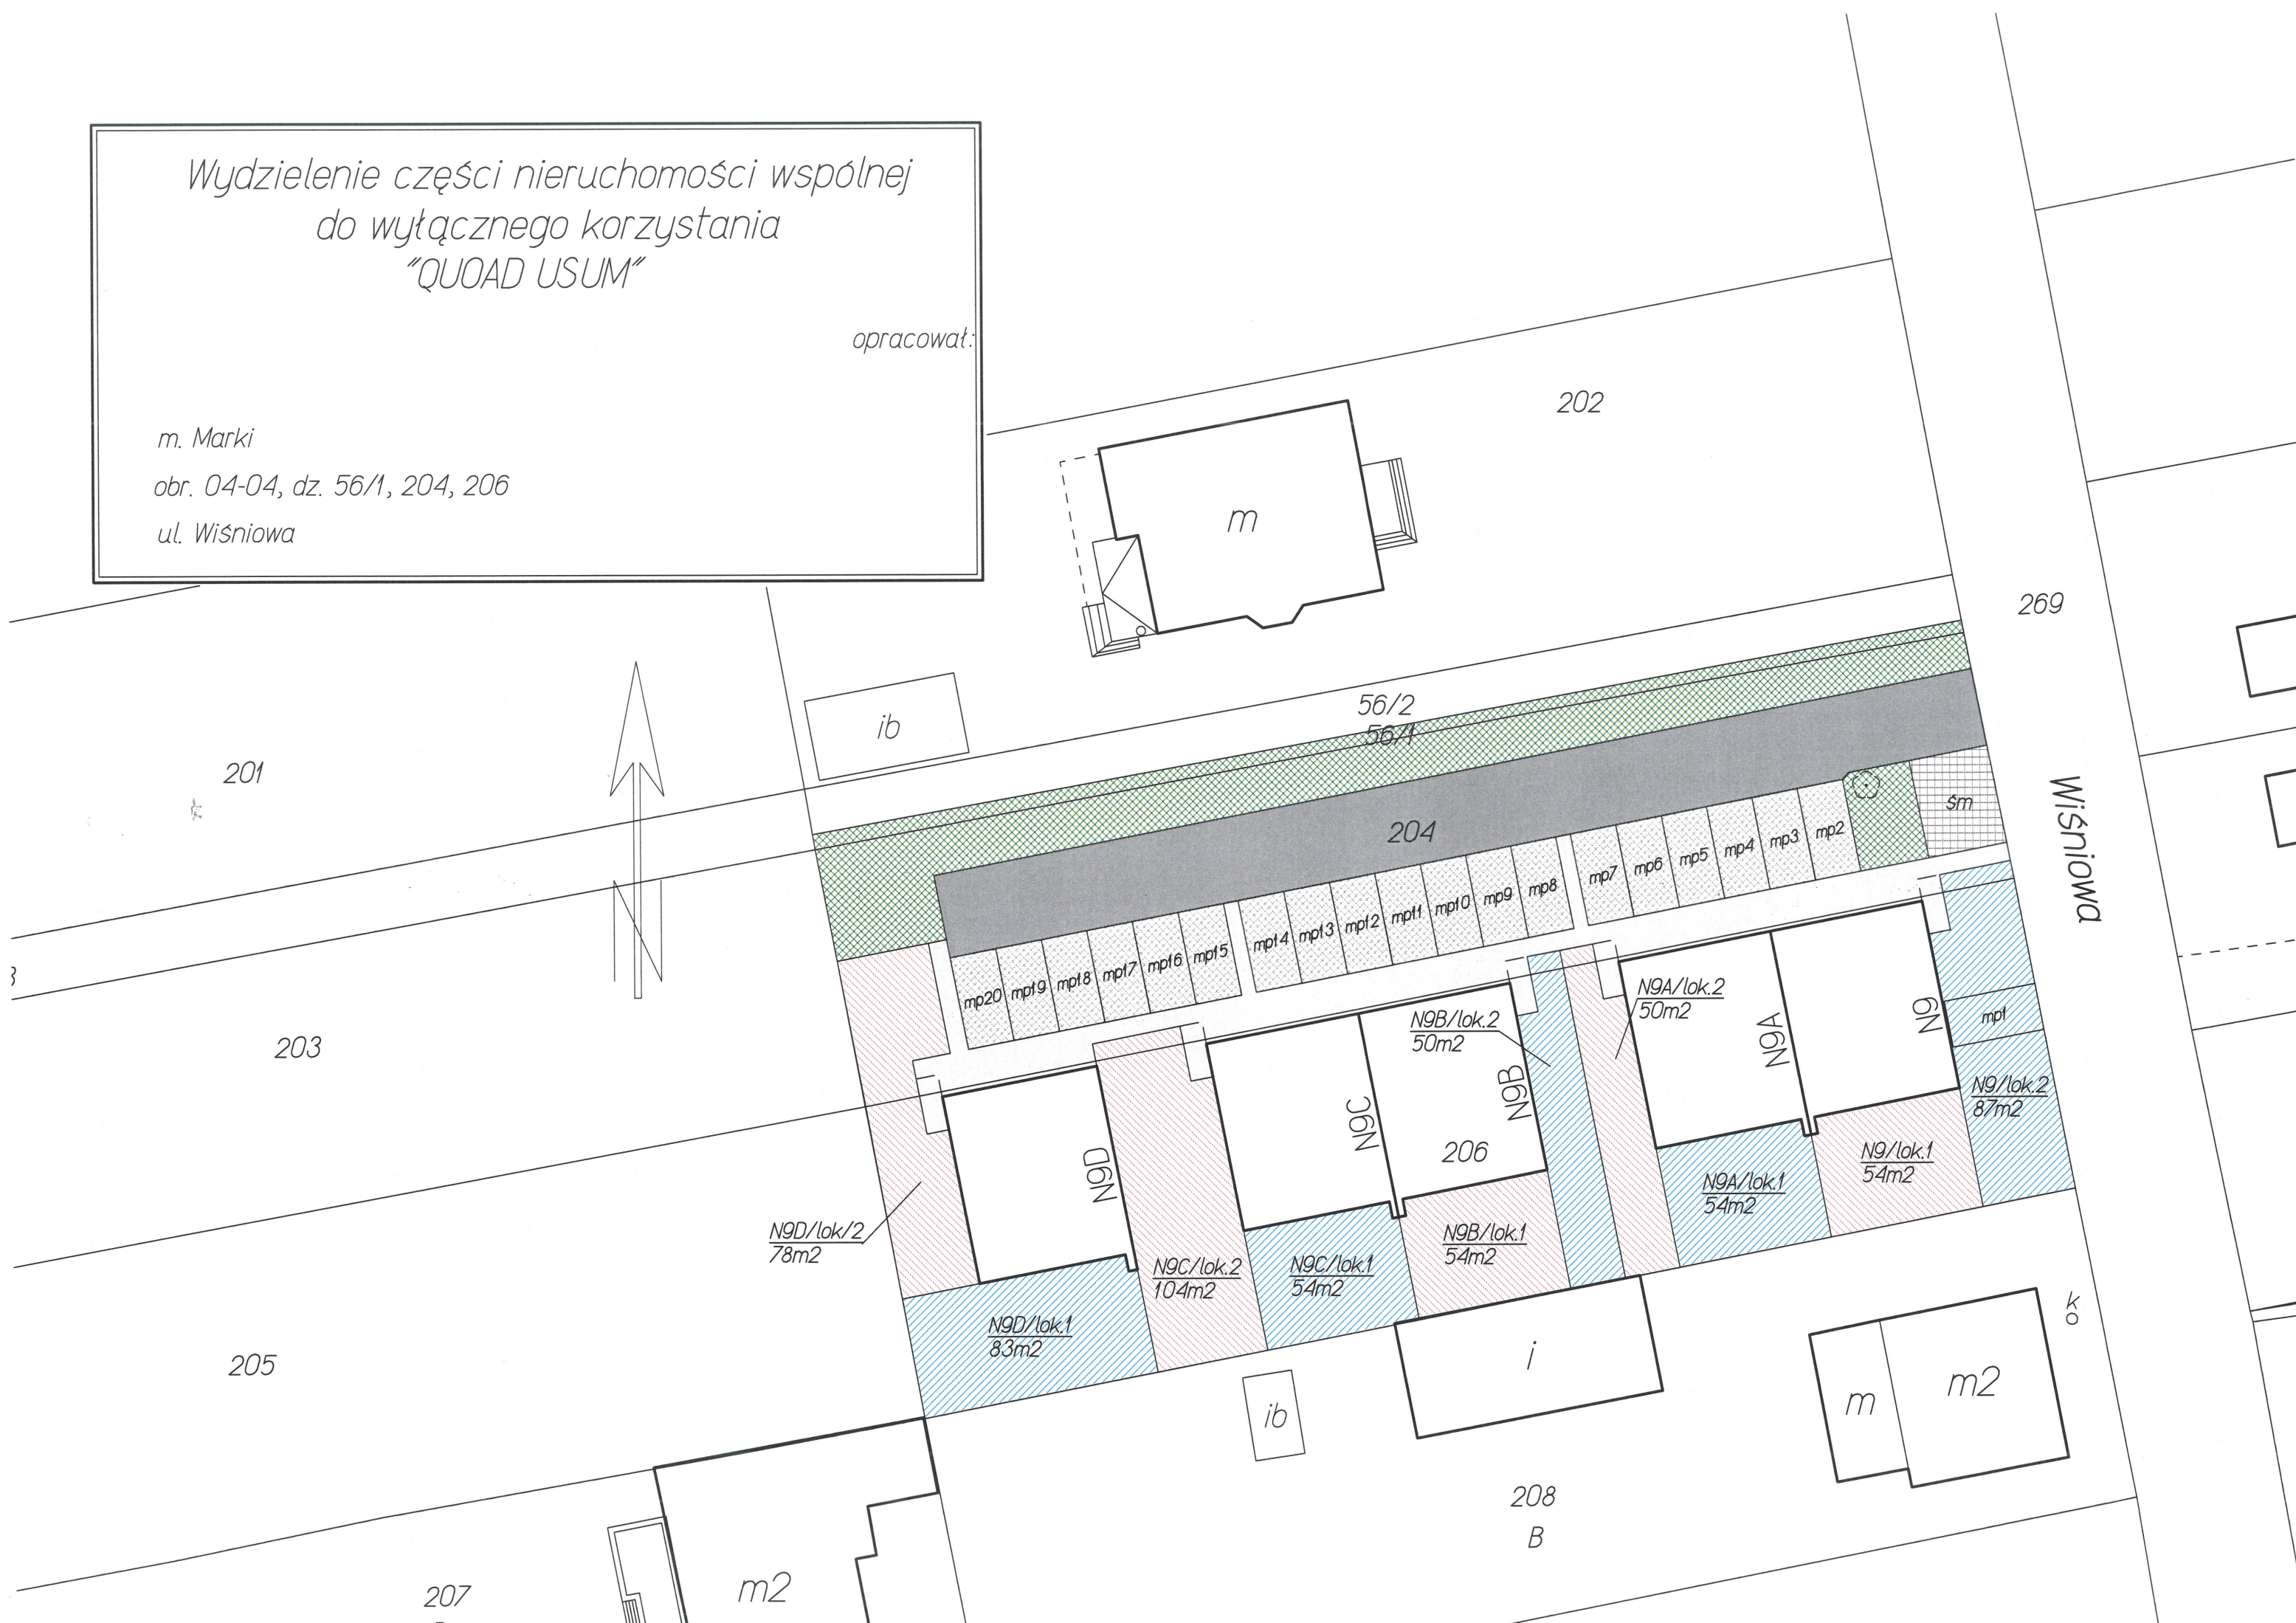 Wydzielenie części nieruchomości wspólnej
do wyłącznego korzystania
"QUOAD USUM"
opracował:
m. Marki
obr. 04-04, dz. 56/1, 204, 206
ul. Wiśniowa
202
m
269
ib
56/2
56/1
201
204
śm
Wiśniowa
mp20
mp19
mp18
mp17
mp16
mp15
mp14
mp13
mp12
mp11
mp10
mp9
mp8
mp7
mp6
mp5
mp4
mp3
mp2
mp1
203
N9A/lok.2
50m2
N9B/lok.2
50m2
N9
N9A
N9B
N9C
N9D
206
N9/lok.2
87m2
N9/lok.1
54m2
N9A/lok.1
54m2
N9B/lok.1
54m2
N9C/lok.1
54m2
N9C/lok.2
104m2
N9D/lok/2
78m2
N9D/lok.1
83m2
205
i
ib
k
m
m2
208
B
207
m2